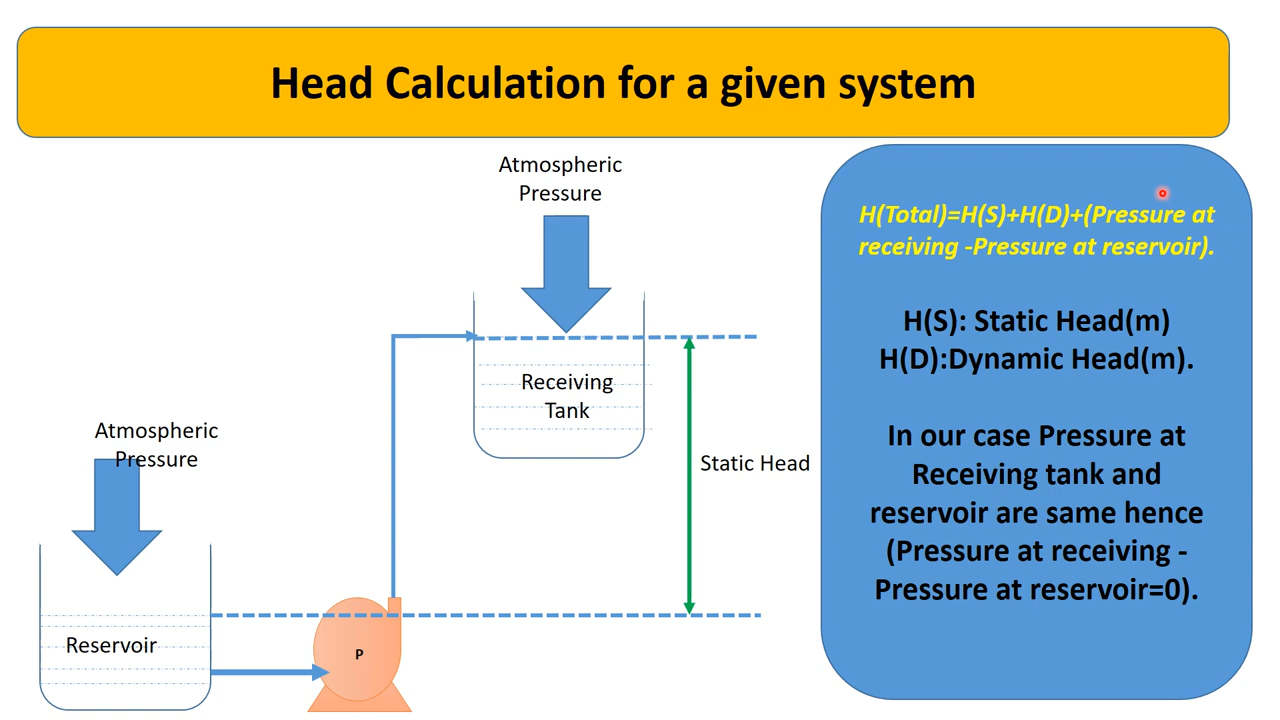 Head Calculation for a given system
Atmospheric
Pressure
Receiving
Tank
Atmospheric
Pressure
Static Head
Reservoir
P
H(Total)=H(S)+H(D)+(Pressure at
receiving -Pressure at reservoir).
H(S): Static Head(m)
H(D):Dynamic Head(m).
In our case Pressure at
Receiving tank and
reservoir are same hence
(Pressure at receiving -
Pressure at reservoir=0).